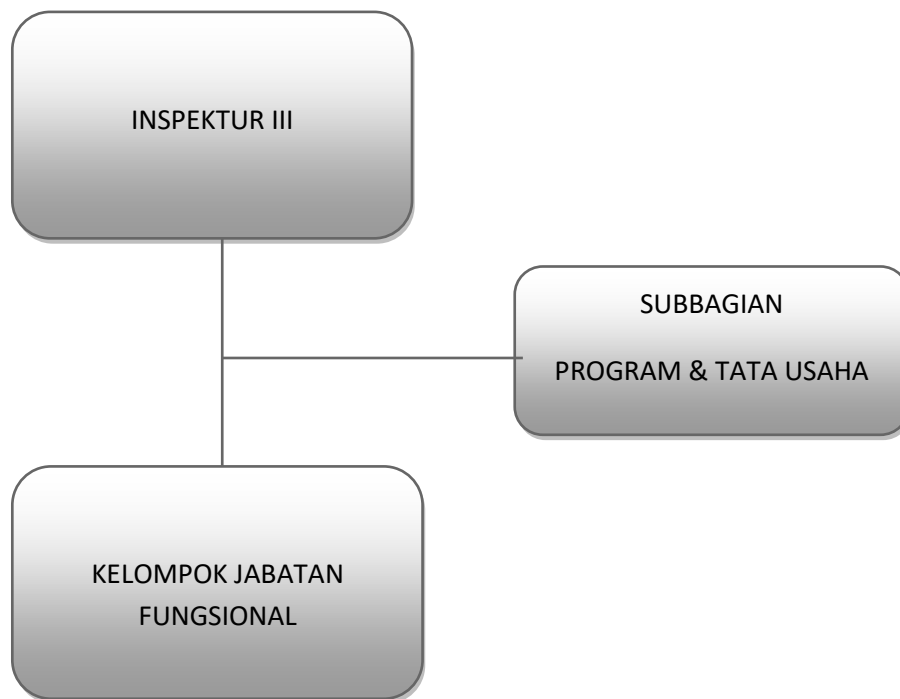 INSPEKTUR III
SUBBAGIAN
PROGRAM & TATA USAHA
KELOMPOK JABATAN
FUNGSIONAL